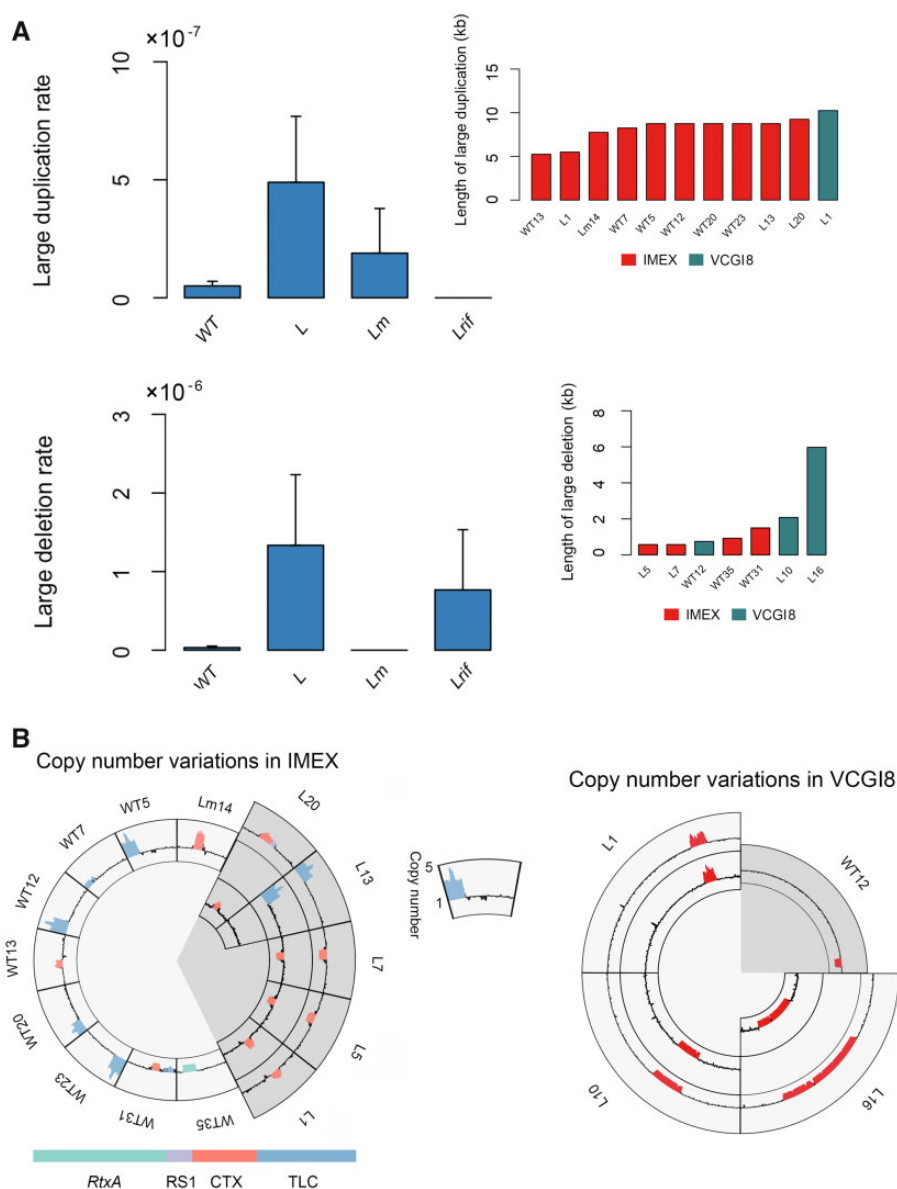 A
×10⁻⁷
Large duplication rate
10
5
0
WT
L
Lm
Lrif
Length of large duplication (kb)
15
10
5
0
WT13
L1
Lm14
WT7
WT5
WT12
WT20
WT23
L13
L20
L1
IMEX
VCGI8
×10⁻⁶
Large deletion rate
3
2
1
0
WT
L
Lm
Lrif
Length of large deletion (kb)
8
6
4
2
0
L5
L7
WT12
WT35
WT31
L10
L16
IMEX
VCGI8
B
Copy number variations in IMEX
WT5
Lm14
L20
WT7
L13
WT12
WT13
L7
WT20
L5
WT23
WT31
WT35
L1
RtxA
RS1
CTX
TLC
Copy number
5
1
Copy number variations in VCGI8
L1
WT12
L10
L16